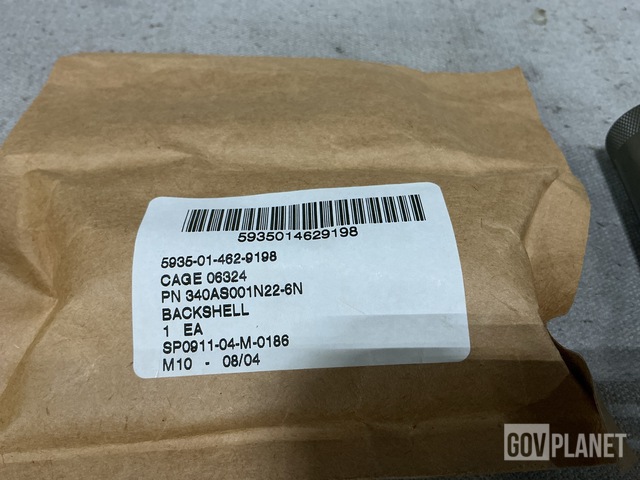 5935014629198
5935-01-462-9198
CAGE 06324
PN 340AS001N22-6N
BACKSHELL
1 EA
SP0911-04-M-0186
M10 - 08/04
GOVPLANET